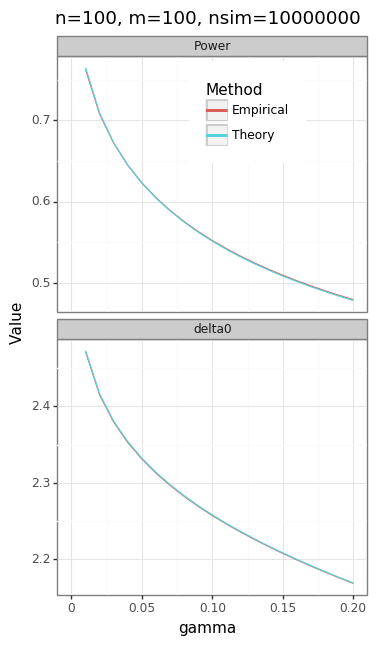 n=100, m=100, nsim=10000000
Power
Method
Empirical
Theory
0.7
0.6
0.5
Value
delta0
2.4
2.3
2.2
0 0.05 0.10 0.15 0.20
gamma